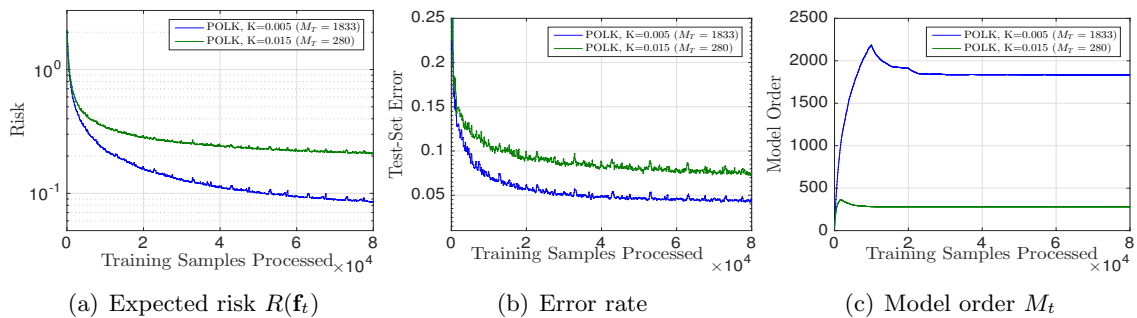 POLK, K=0.005 (M_T = 1833)
POLK, K=0.015 (M_T = 280)
Risk
10^0
10^-1
0 2 4 6 8
Training Samples Processed
×10^4
(a) Expected risk R(f_t)
POLK, K=0.005 (M_T = 1833)
POLK, K=0.015 (M_T = 280)
Test-Set Error
0.25
0.2
0.15
0.1
0.05
0 2 4 6 8
Training Samples Processed
×10^4
(b) Error rate
POLK, K=0.005 (M_T = 1833)
POLK, K=0.015 (M_T = 280)
Model Order
2500
2000
1500
1000
500
0
0 2 4 6 8
Training Samples Processed
×10^4
(c) Model order M_t